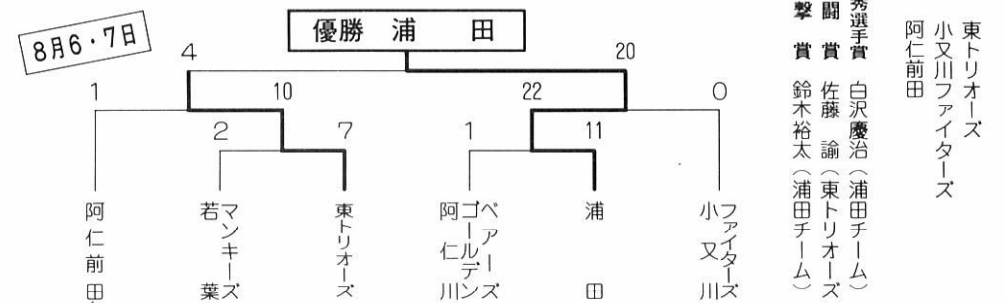 8月6・7日
優勝 浦田
4
20
1
10
22
0
2
7
1
11
阿仁前田
若葉マンキーズ
東トリオーズ
阿仁川ゴールデンベアーズ
浦田
小又川ファイターズ
東トリオーズ
小又川ファイターズ
阿仁前田
秀選手賞 白沢慶治（浦田チーム）
闘賞 佐藤諭（東トリオーズ
撃賞 鈴木裕太（浦田チーム）